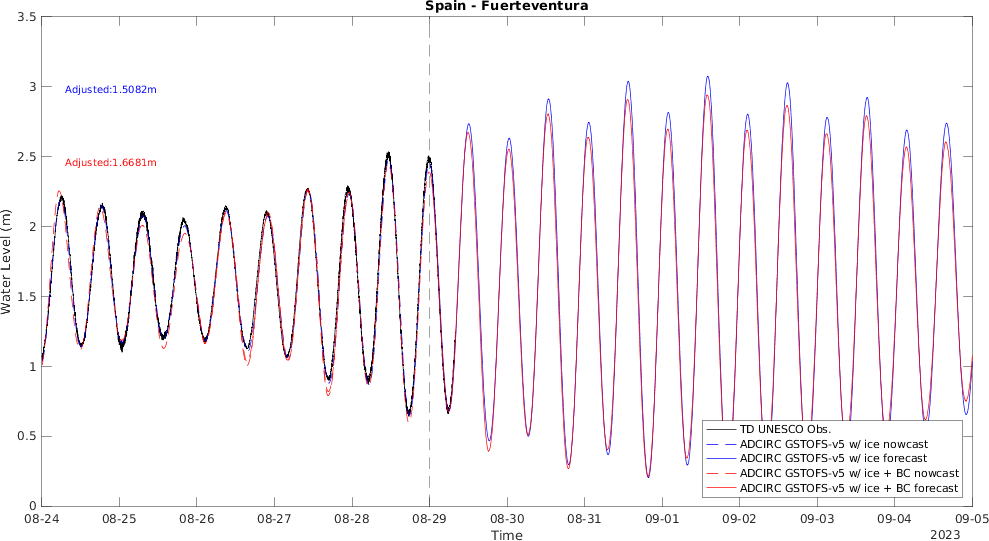 Spain - Fuerteventura
3.5
3
2.5
2
1.5
1
0.5
0
Water Level (m)
Adjusted:1.5082m
Adjusted:1.6681m
TD UNESCO Obs.
ADCIRC GSTOFS-v5 w/ ice nowcast
ADCIRC GSTOFS-v5 w/ ice forecast
ADCIRC GSTOFS-v5 w/ ice + BC nowcast
ADCIRC GSTOFS-v5 w/ ice + BC forecast
08-24 08-25 08-26 08-27 08-28 08-29 08-30 08-31 09-01 09-02 09-03 09-04 09-05
Time
2023